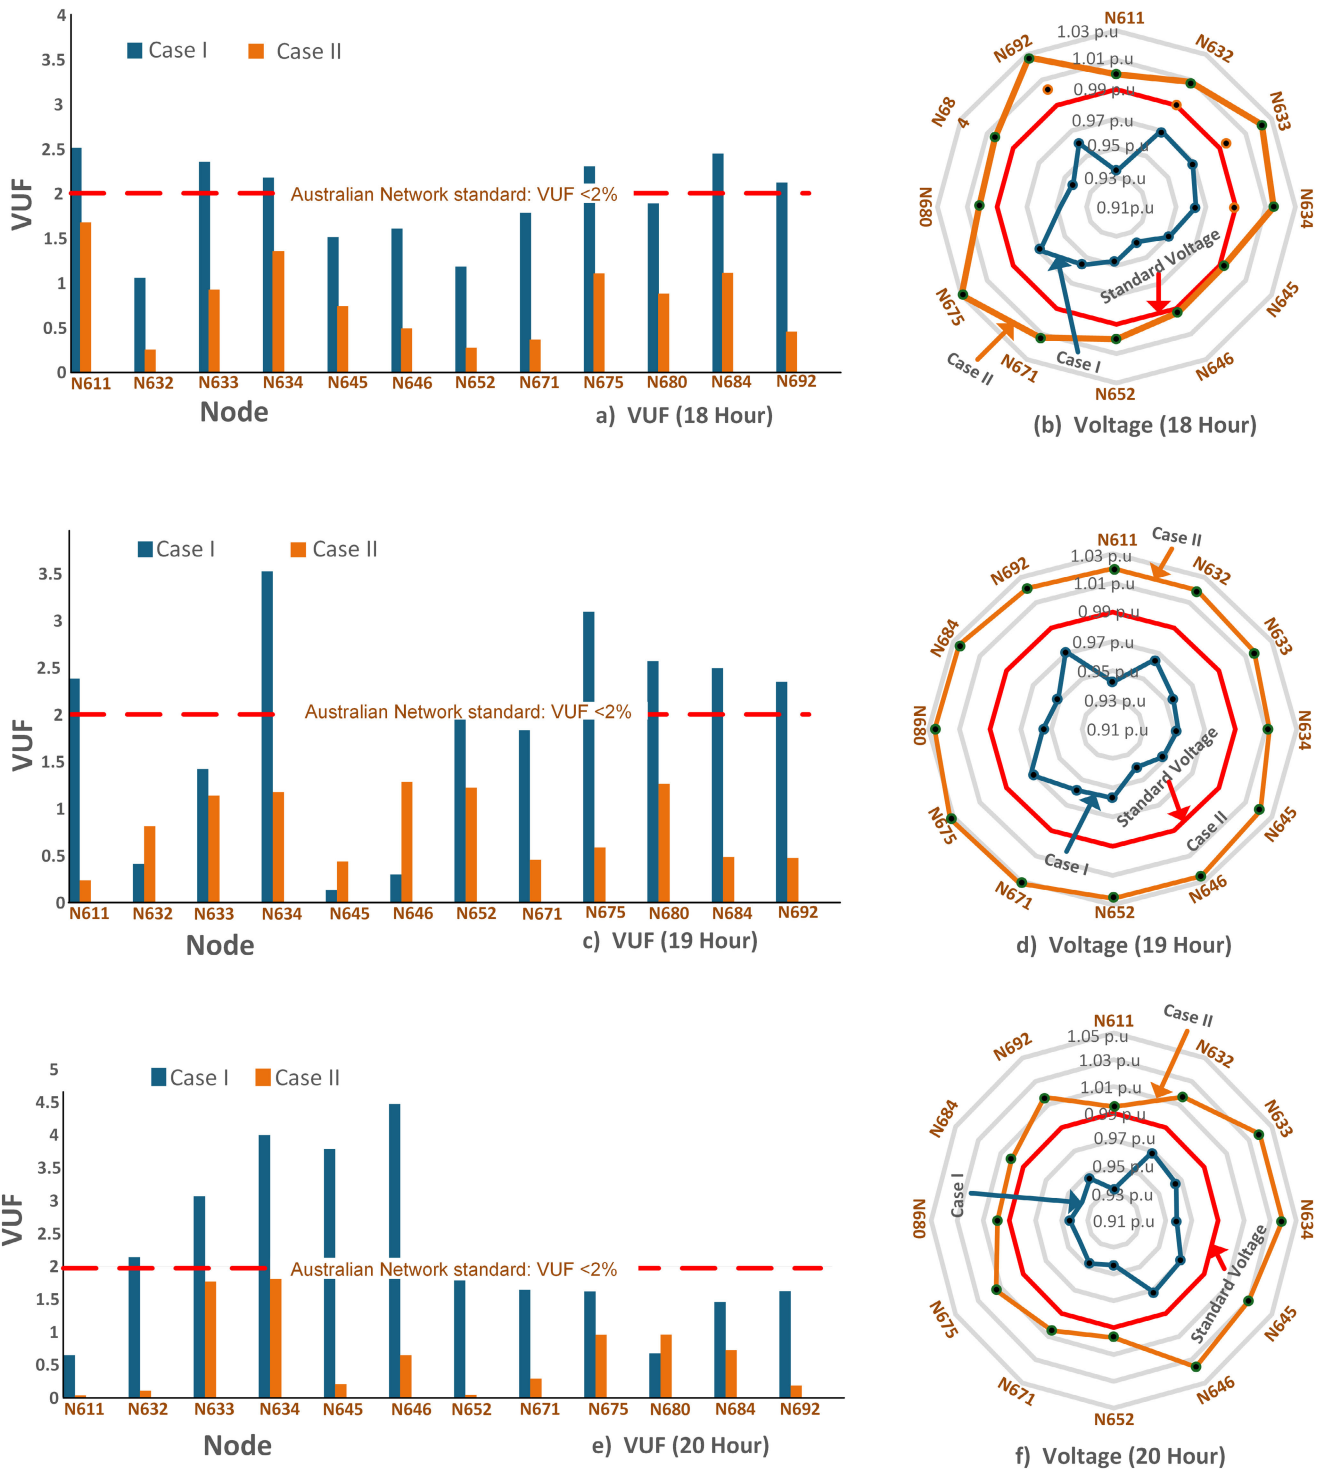 4
3.5
3
2.5
2
1.5
1
0.5
0
VUF
Case I
Case II
Australian Network standard: VUF <2%
N611 N632 N633 N634 N645 N646 N652 N671 N675 N680 N684 N692
Node
a) VUF (18 Hour)
N611
N632
N633
N634
N645
N646
N652
N671
N675
N680
N68
4
N692
1.03 p.u
1.01 p.u
0.99 p.u
0.97 p.u
0.95 p.u
0.93 p.u
0.91p.u
Standard Voltage
Case I
Case II
(b) Voltage (18 Hour)
3.5
3
2.5
2
1.5
1
0.5
0
VUF
Case I
Case II
Australian Network standard: VUF <2%
N611 N632 N633 N634 N645 N646 N652 N671 N675 N680 N684 N692
Node
c) VUF (19 Hour)
N611
Case II
N632
N633
N634
N645
N646
N652
N671
N675
N680
N684
N692
1.03 p.u
1.01 p.u
0.99 p.u
0.97 p.u
0.95 p.u
0.93 p.u
0.91 p.u
Standard Voltage
Case II
Case I
d) Voltage (19 Hour)
5
4.5
4
3.5
3
2.5
2
1.5
1
0.5
0
VUF
Case I
Case II
Australian Network standard: VUF <2%
N611 N632 N633 N634 N645 N646 N652 N671 N675 N680 N684 N692
Node
e) VUF (20 Hour)
Case II
N611
N632
N633
N634
N645
N646
N652
N671
N675
N680
N684
N692
1.05 p.u
1.03 p.u
1.01 p.u
0.99 p.u
0.97 p.u
0.95 p.u
0.93 p.u
0.91 p.u
Case I
Standard Voltage
f) Voltage (20 Hour)